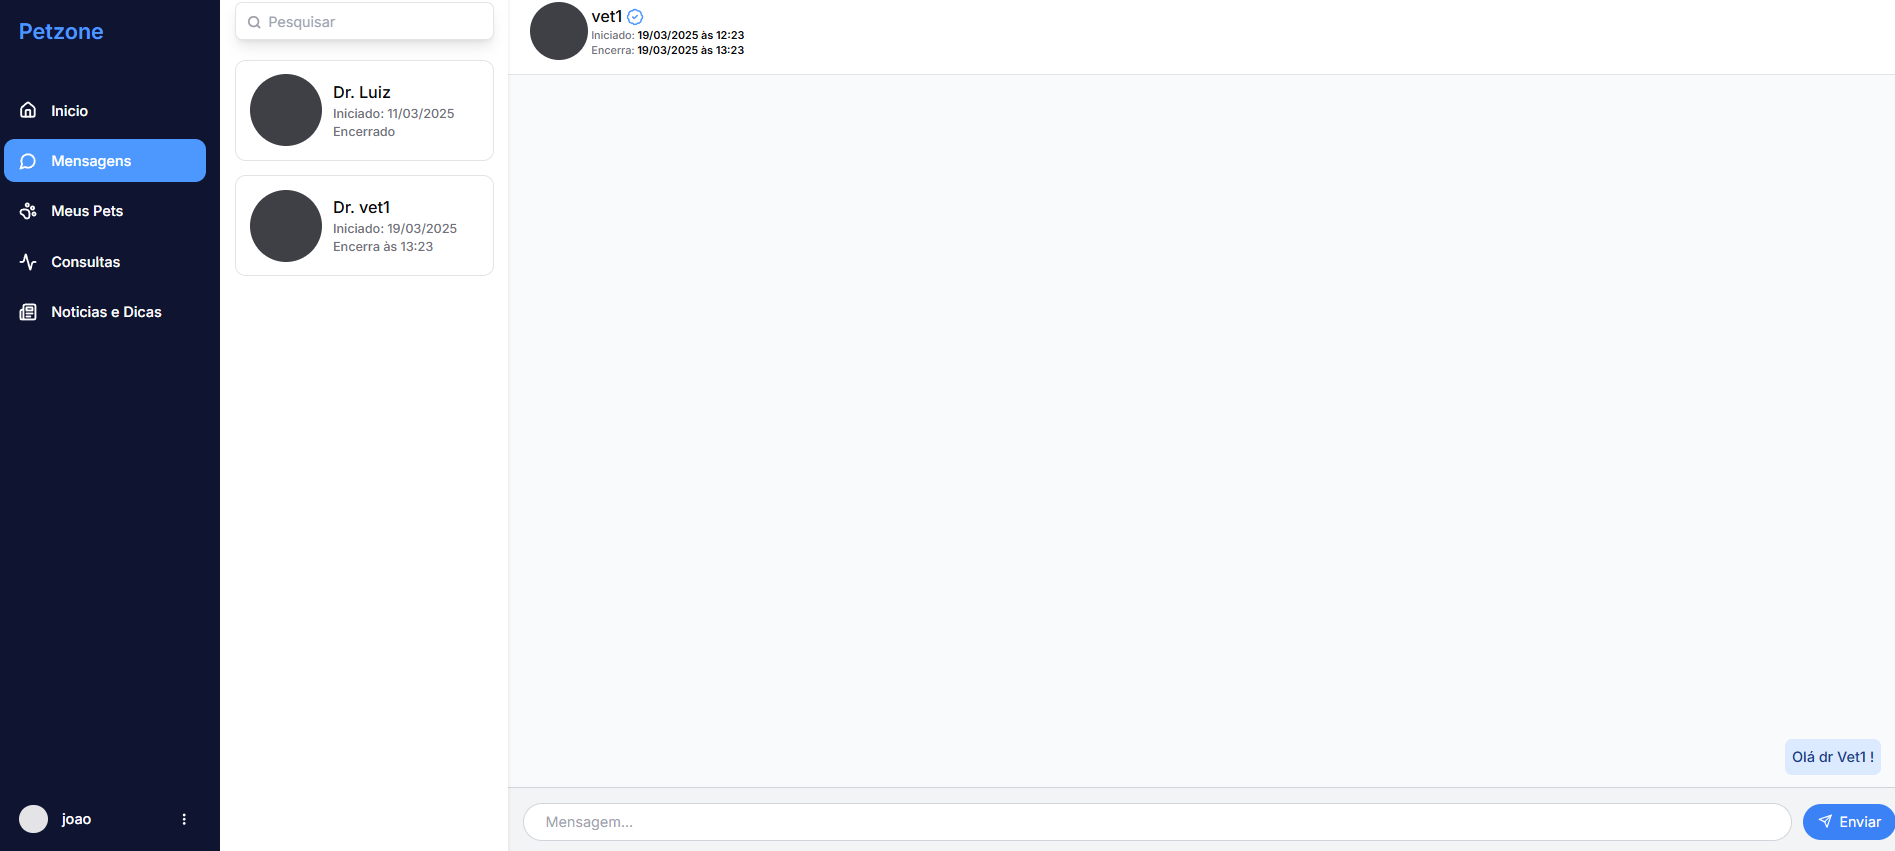 Petzone
Inicio
Mensagens
Meus Pets
Consultas
Noticias e Dicas
joao
Pesquisar
Dr. Luiz
Iniciado: 11/03/2025
Encerrado
Dr. vet1
Iniciado: 19/03/2025
Encerra às 13:23
vet1
Iniciado: 19/03/2025 às 12:23
Encerra: 19/03/2025 às 13:23
Olá dr Vet1 !
Mensagem...
Enviar